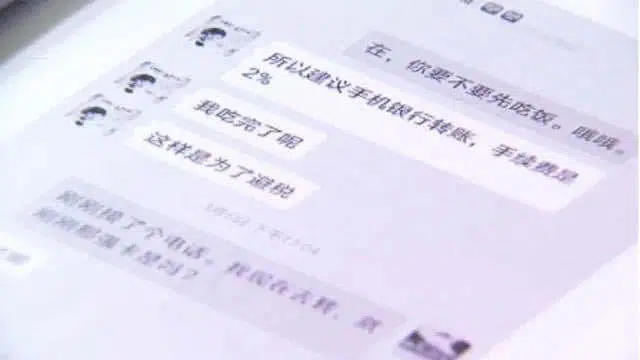 在，你要不要先吃饭。哦哦。
所以建议手机银行转账，手续费是
2%
我吃完了呢
这样是为了避税
刚刚接了个电话。我现在去转，就
刚刚那张卡是吗？